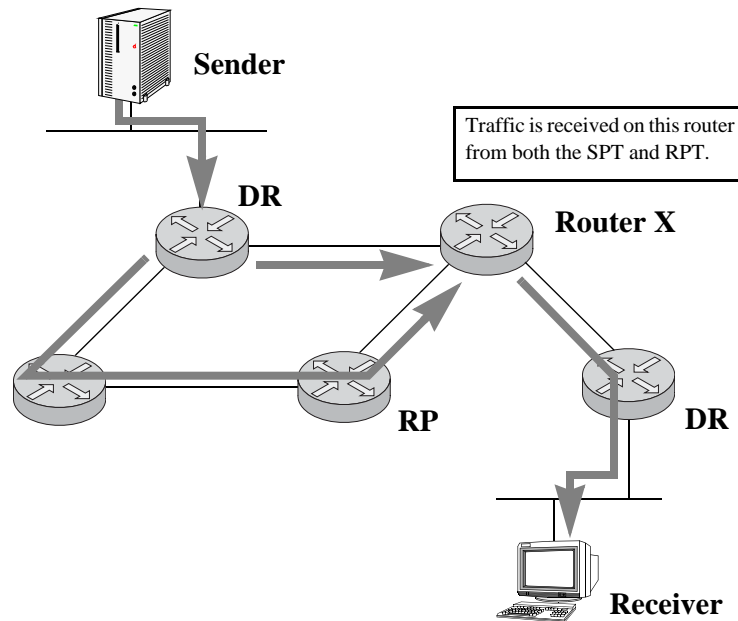 Sender
Traffic is received on this router
from both the SPT and RPT.
DR
Router X
RP
DR
Receiver